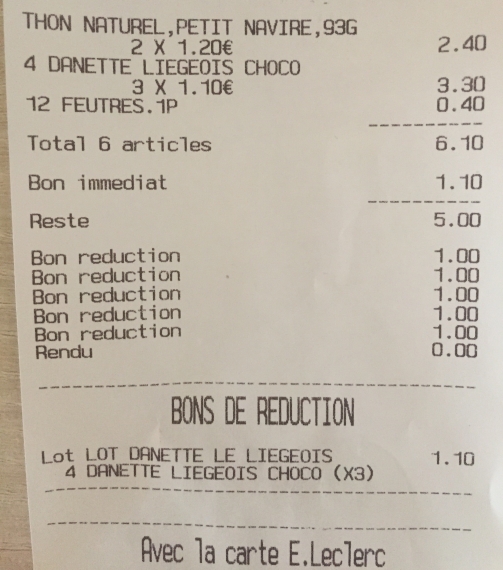 THON NATUREL,PETIT NAVIRE,93G
2 X 1.20€ 2.40
4 DANETTE LIEGEOIS CHOCO
3 X 1.10€ 3.30
12 FEUTRES.1P 0.40
Total 6 articles 6.10
Bon immediat 1.10
Reste 5.00
Bon reduction 1.00
Bon reduction 1.00
Bon reduction 1.00
Bon reduction 1.00
Bon reduction 1.00
Rendu 0.00
BONS DE REDUCTION
Lot LOT DANETTE LE LIEGEOIS 1.10
4 DANETTE LIEGEOIS CHOCO (X3)
Avec la carte E.Leclerc